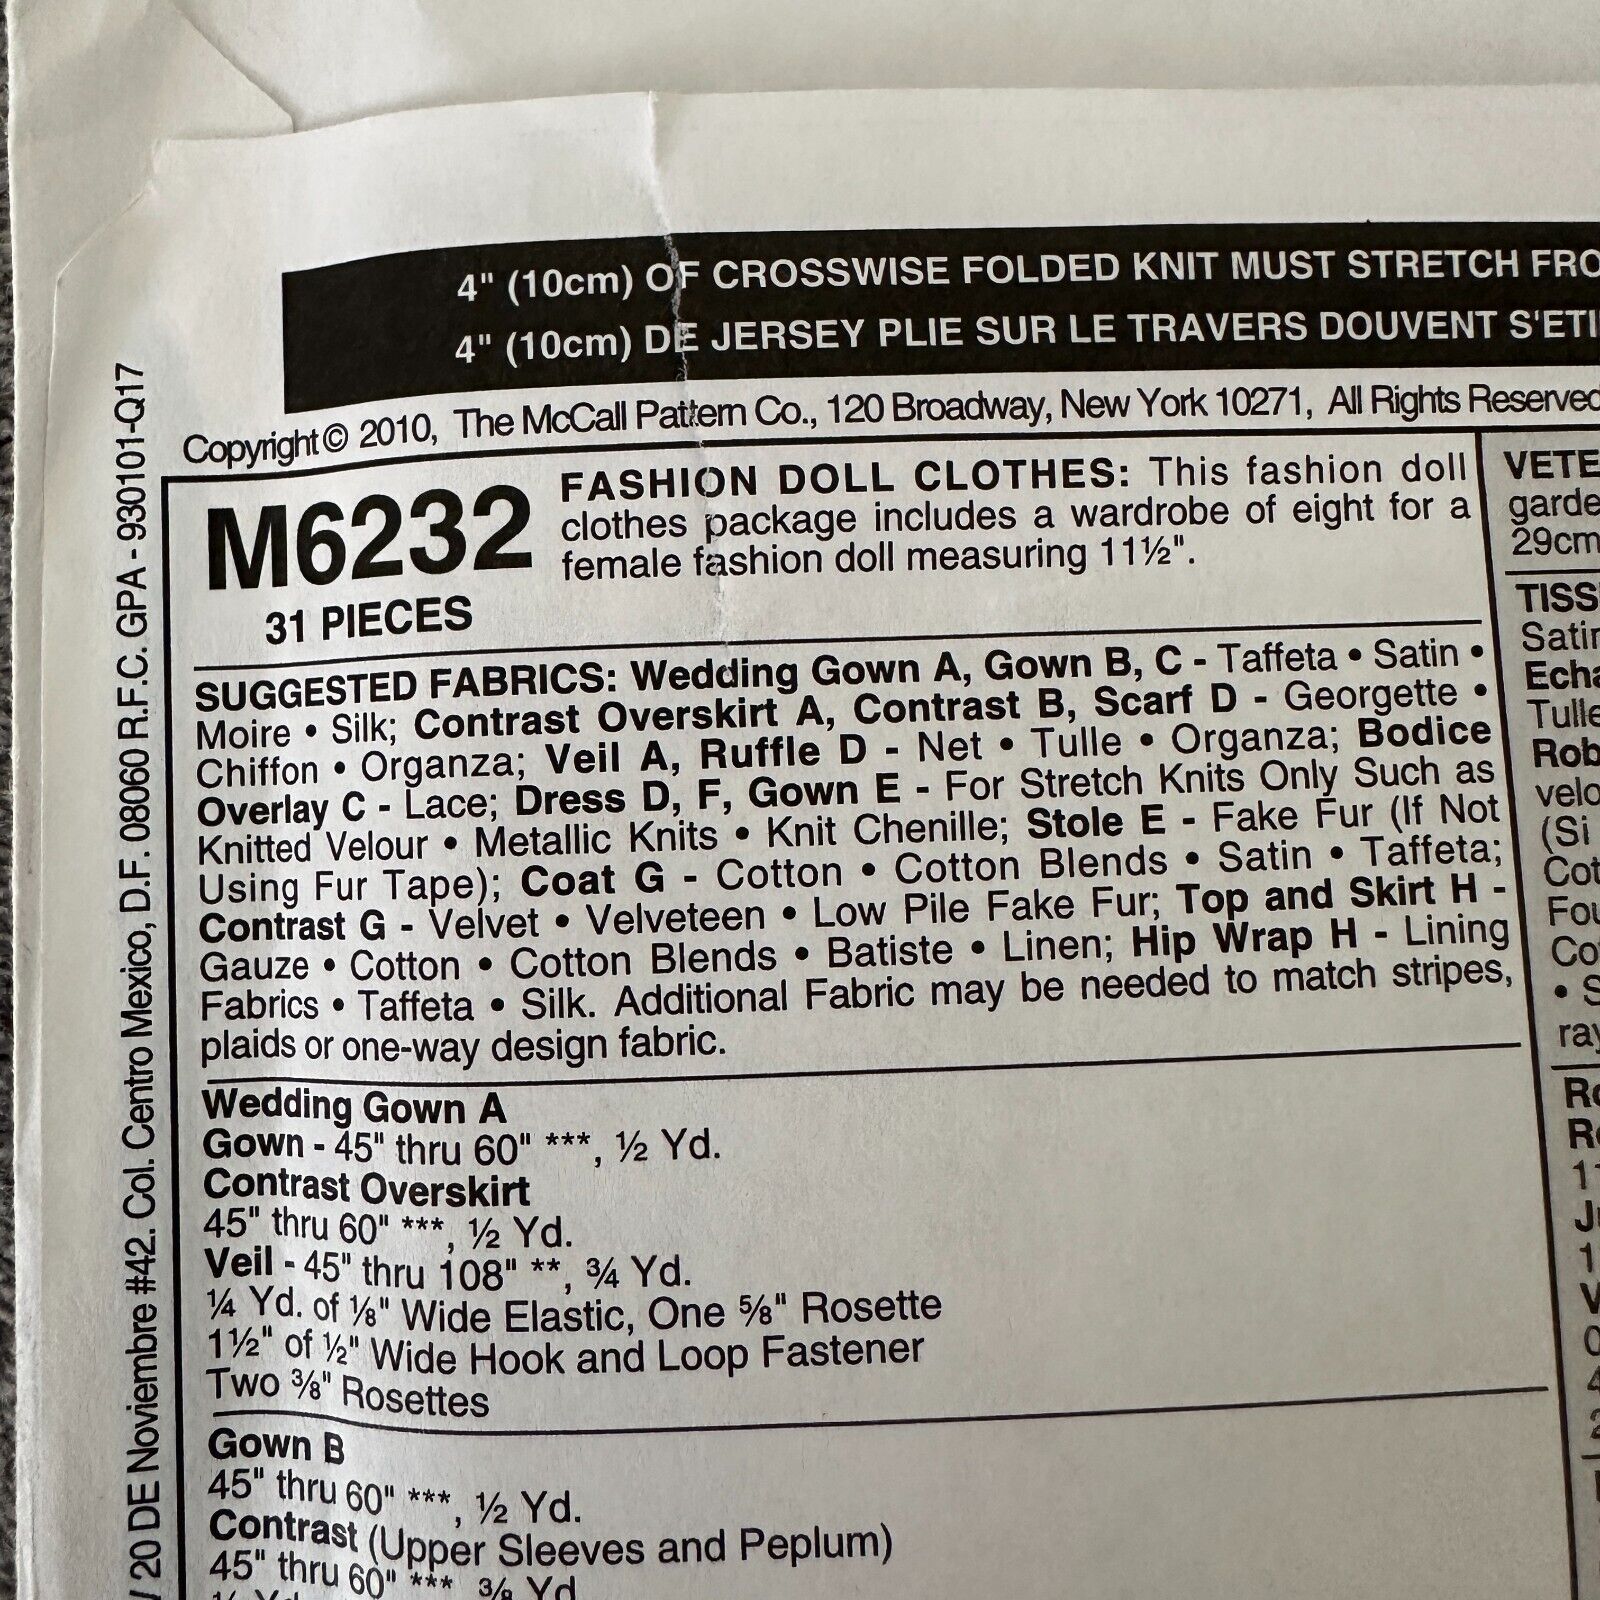 4" (10cm) OF CROSSWISE FOLDED KNIT MUST STRETCH FRO
4" (10cm) DE JERSEY PLIE SUR LE TRAVERS DOUVENT S'ETI
Copyright © 2010, The McCall Pattern Co., 120 Broadway, New York 10271, All Rights Reserved
M6232
31 PIECES
FASHION DOLL CLOTHES: This fashion doll
clothes package includes a wardrobe of eight for a
female fashion doll measuring 11½".
SUGGESTED FABRICS: Wedding Gown A, Gown B, C - Taffeta • Satin •
Moire • Silk; Contrast Overskirt A, Contrast B, Scarf D - Georgette •
Chiffon • Organza; Veil A, Ruffle D - Net • Tulle • Organza; Bodice
Overlay C - Lace; Dress D, F, Gown E - For Stretch Knits Only Such as
Knitted Velour • Metallic Knits • Knit Chenille; Stole E - Fake Fur (If Not
Using Fur Tape); Coat G - Cotton • Cotton Blends • Satin • Taffeta;
Contrast G - Velvet • Velveteen • Low Pile Fake Fur; Top and Skirt H -
Gauze • Cotton • Cotton Blends • Batiste • Linen; Hip Wrap H - Lining
Fabrics • Taffeta • Silk. Additional Fabric may be needed to match stripes,
plaids or one-way design fabric.
Wedding Gown A
Gown - 45" thru 60" ***, ½ Yd.
Contrast Overskirt
45" thru 60" ***, ½ Yd.
Veil - 45" thru 108" **, ¾ Yd.
¼ Yd. of ⅛" Wide Elastic, One ⅝" Rosette
1½" of ½" Wide Hook and Loop Fastener
Two ⅜" Rosettes
Gown B
45" thru 60" ***, ½ Yd.
Contrast (Upper Sleeves and Peplum)
45" thru 60" *** ⅜ Yd
20 DE Noviembre #42. Col. Centro Mexico, D.F. 08060 R.F.C. GPA - 930101-Q17
VETE
garde
29cm
TISS
Satin
Echa
Tulle
Rob
velo
(Si
Cot
Fou
Co
• S
ray